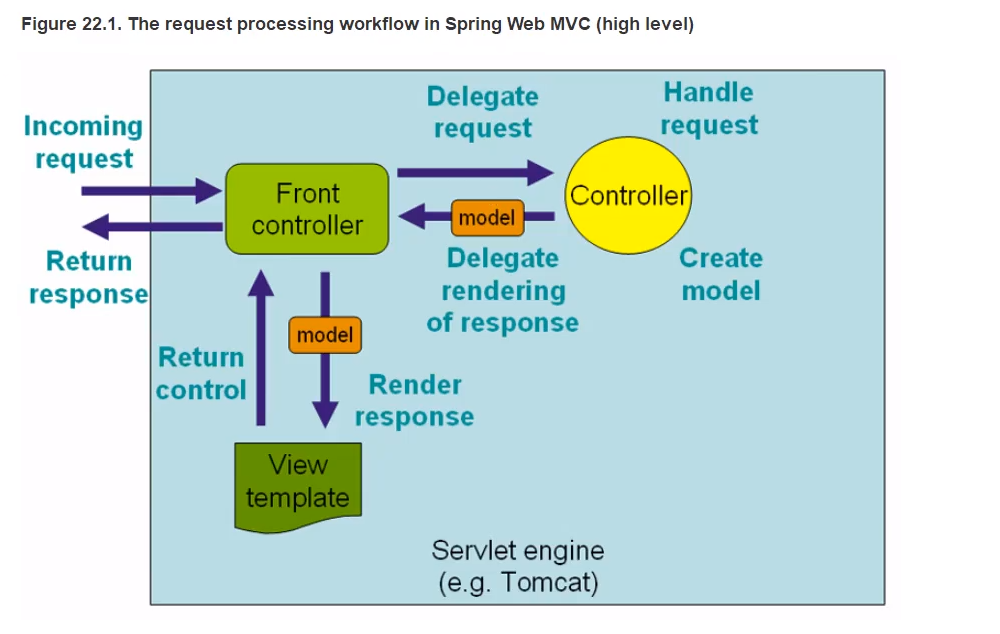 Figure 22.1. The request processing workflow in Spring Web MVC (high level)
Incoming
request
Return
response
Front
controller
Delegate
request
Handle
request
Controller
model
Delegate
rendering
of response
Create
model
Return
control
model
Render
response
View
template
Servlet engine
(e.g. Tomcat)